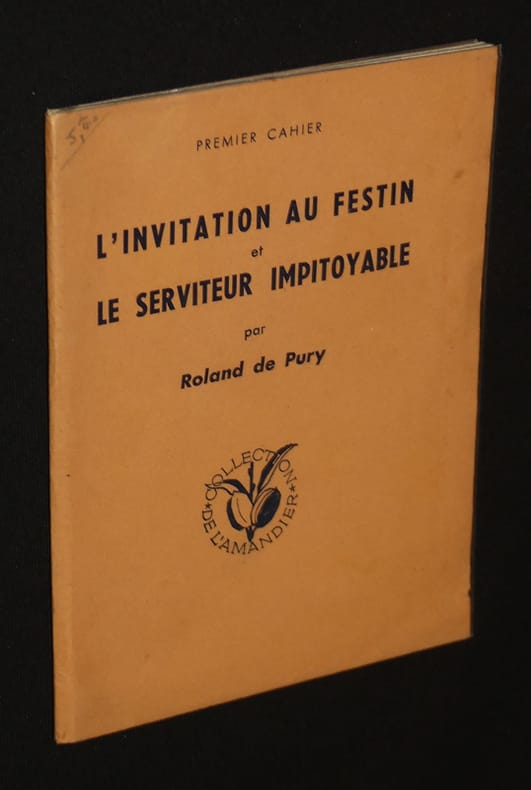 PREMIER CAHIER
L'INVITATION AU FESTIN
et
LE SERVITEUR IMPITOYABLE
par
Roland de Pury
COLLECTION
*DE L'AMANDIER*